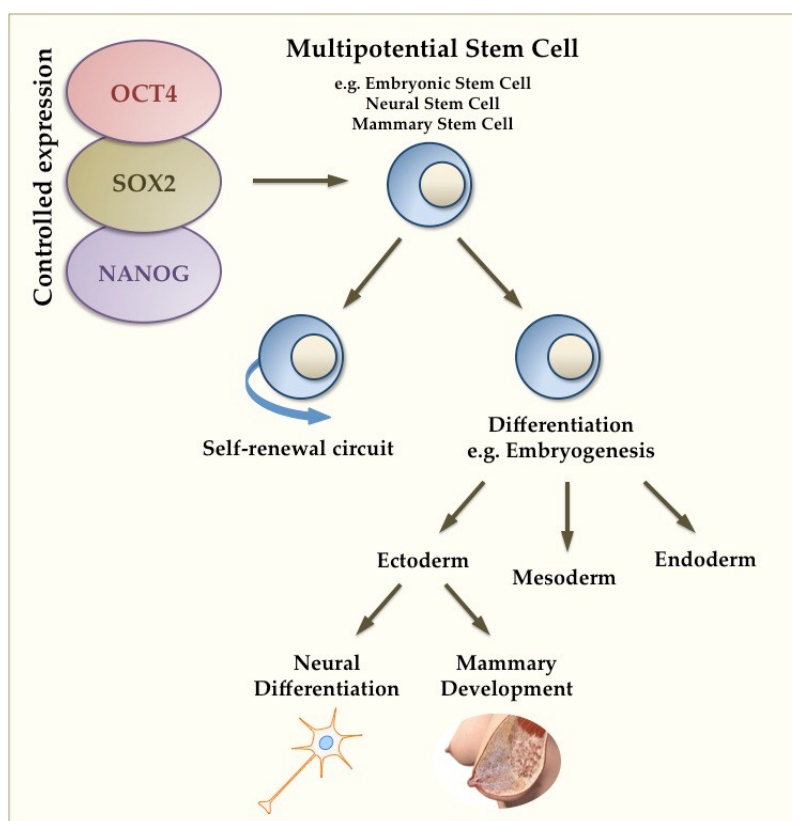 Controlled expression
OCT4
SOX2
NANOG
Multipotential Stem Cell
e.g. Embryonic Stem Cell
Neural Stem Cell
Mammary Stem Cell
Self-renewal circuit
Differentiation
e.g. Embryogenesis
Ectoderm
Mesoderm
Endoderm
Neural
Differentiation
Mammary
Development